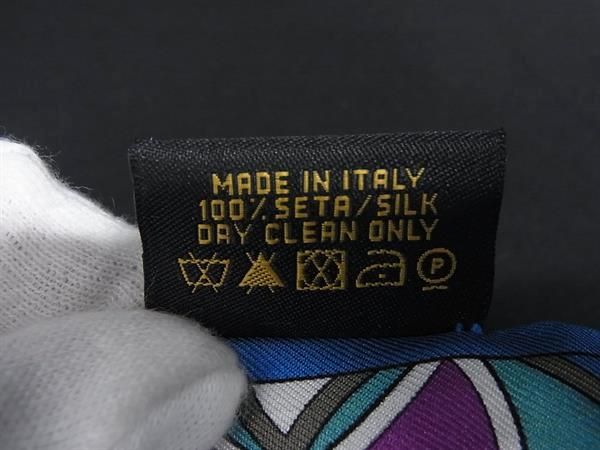 MADE IN ITALY
100% SETA/SILK
DRY CLEAN ONLY
P